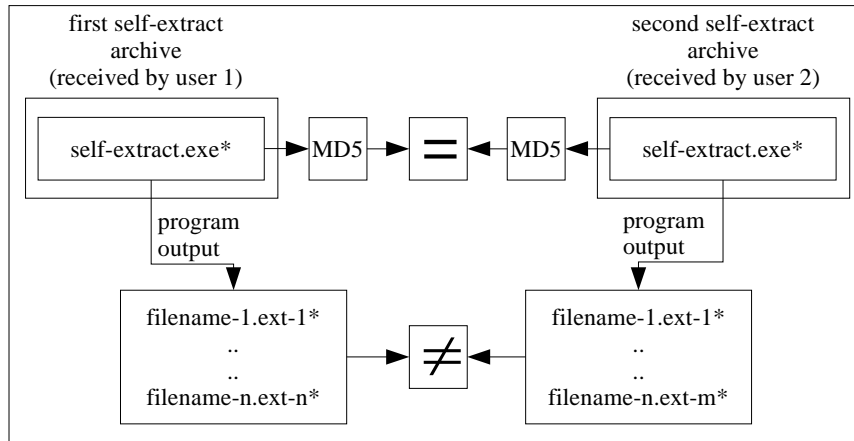 first self-extract
archive
(received by user 1)
second self-extract
archive
(received by user 2)
self-extract.exe*
MD5
=
MD5
self-extract.exe*
program
output
program
output
filename-1.ext-1*
..
..
filename-n.ext-n*
≠
filename-1.ext-1*
..
..
filename-n.ext-m*